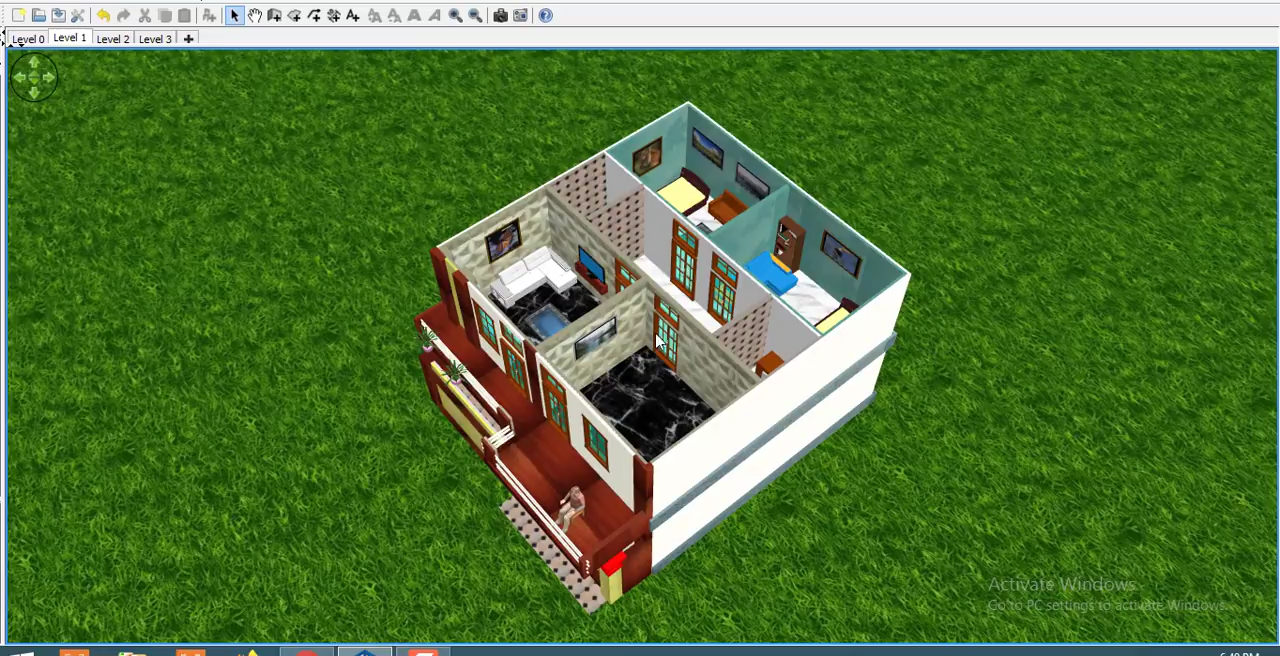 Level 0 Level 1 Level 2 Level 3
Activate Windows
Go to PC settings to activate Windows.